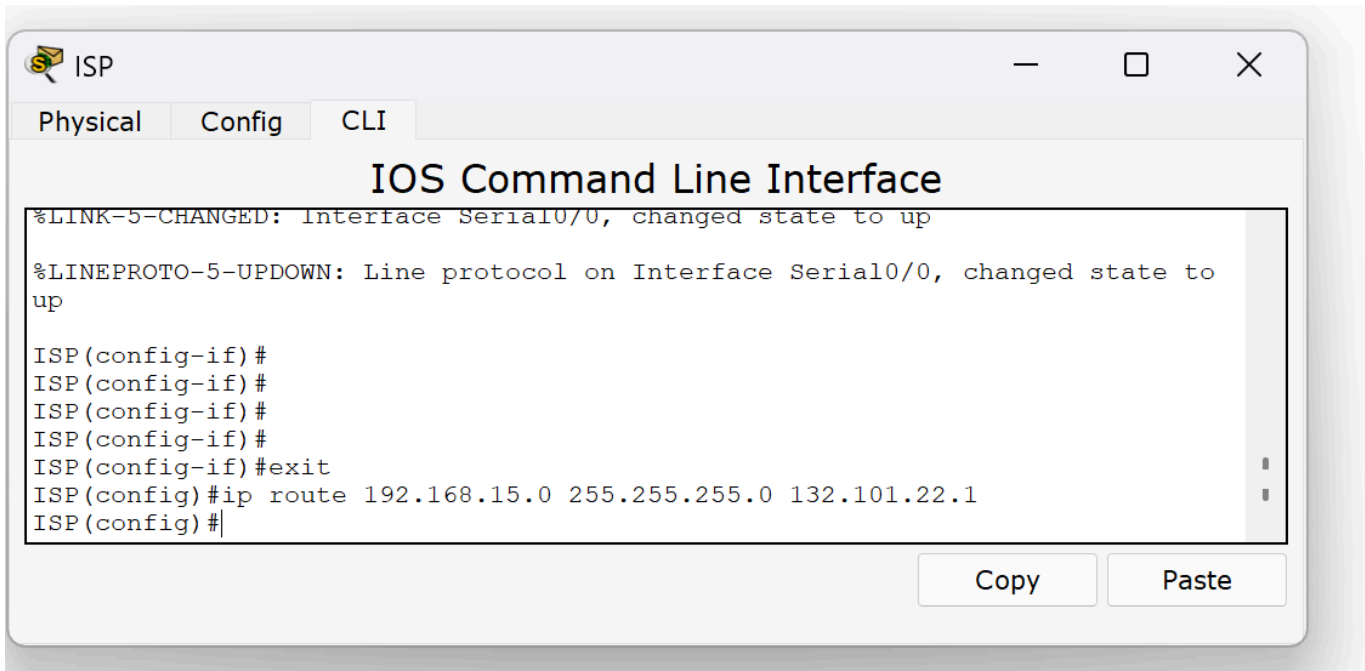 ISP
Physical Config CLI
IOS Command Line Interface
%LINK-5-CHANGED: Interface Serial0/0, changed state to up
%LINEPROTO-5-UPDOWN: Line protocol on Interface Serial0/0, changed state to
up
ISP(config-if)#
ISP(config-if)#
ISP(config-if)#
ISP(config-if)#
ISP(config-if)#exit
ISP(config)#ip route 192.168.15.0 255.255.255.0 132.101.22.1
ISP(config)#
Copy Paste